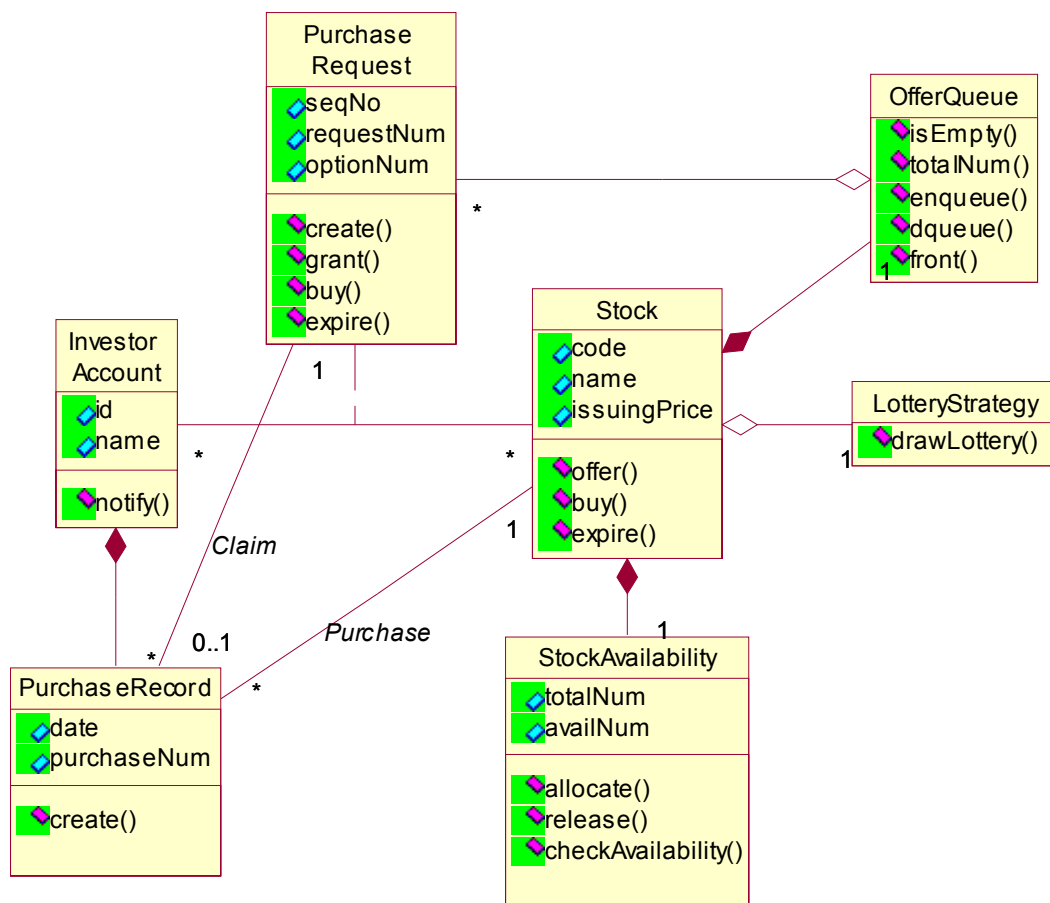 Purchase
Request
seqNo
requestNum
optionNum
create()
grant()
buy()
expire()
*
1
OfferQueue
isEmpty()
totalNum()
enqueue()
dqueue()
front()
1
Investor
Account
id
name
notify()
*
*
Stock
code
name
issuingPrice
offer()
buy()
expire()
1
LotteryStrategy
drawLottery()
1
Claim
Purchase
0..1
*
*
1
PurchaseRecord
date
purchaseNum
create()
StockAvailability
totalNum
availNum
allocate()
release()
checkAvailability()